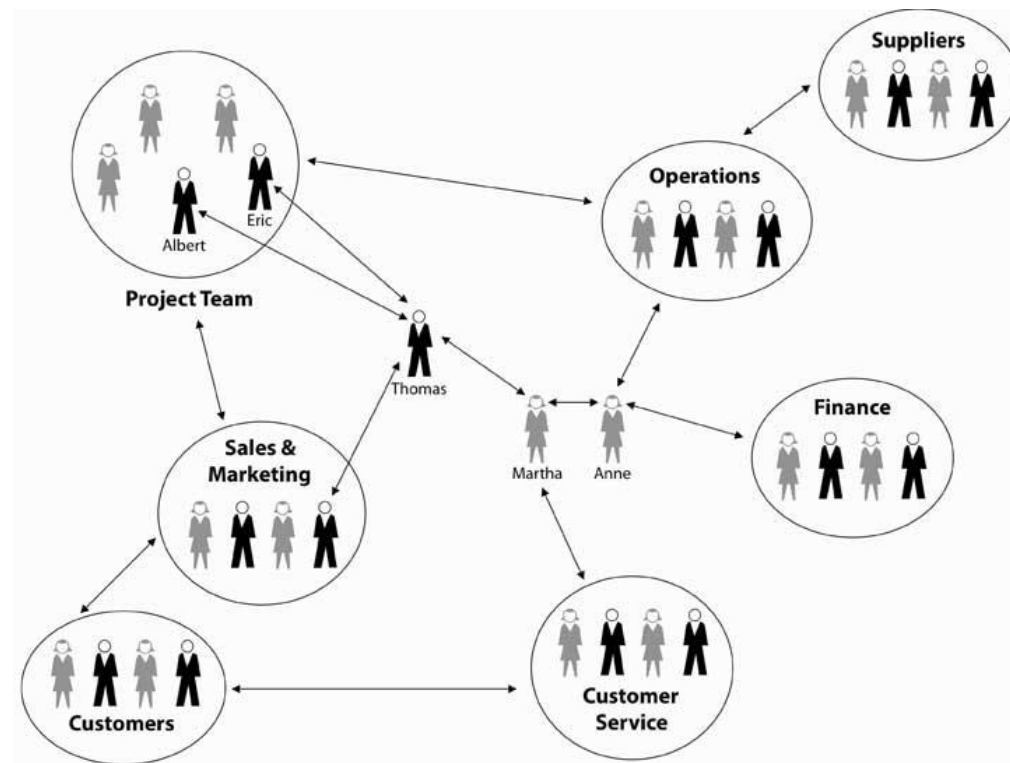 Suppliers
Operations
Eric
Albert
Project Team
Thomas
Finance
Sales &
Marketing
Martha
Anne
Customers
Customer
Service